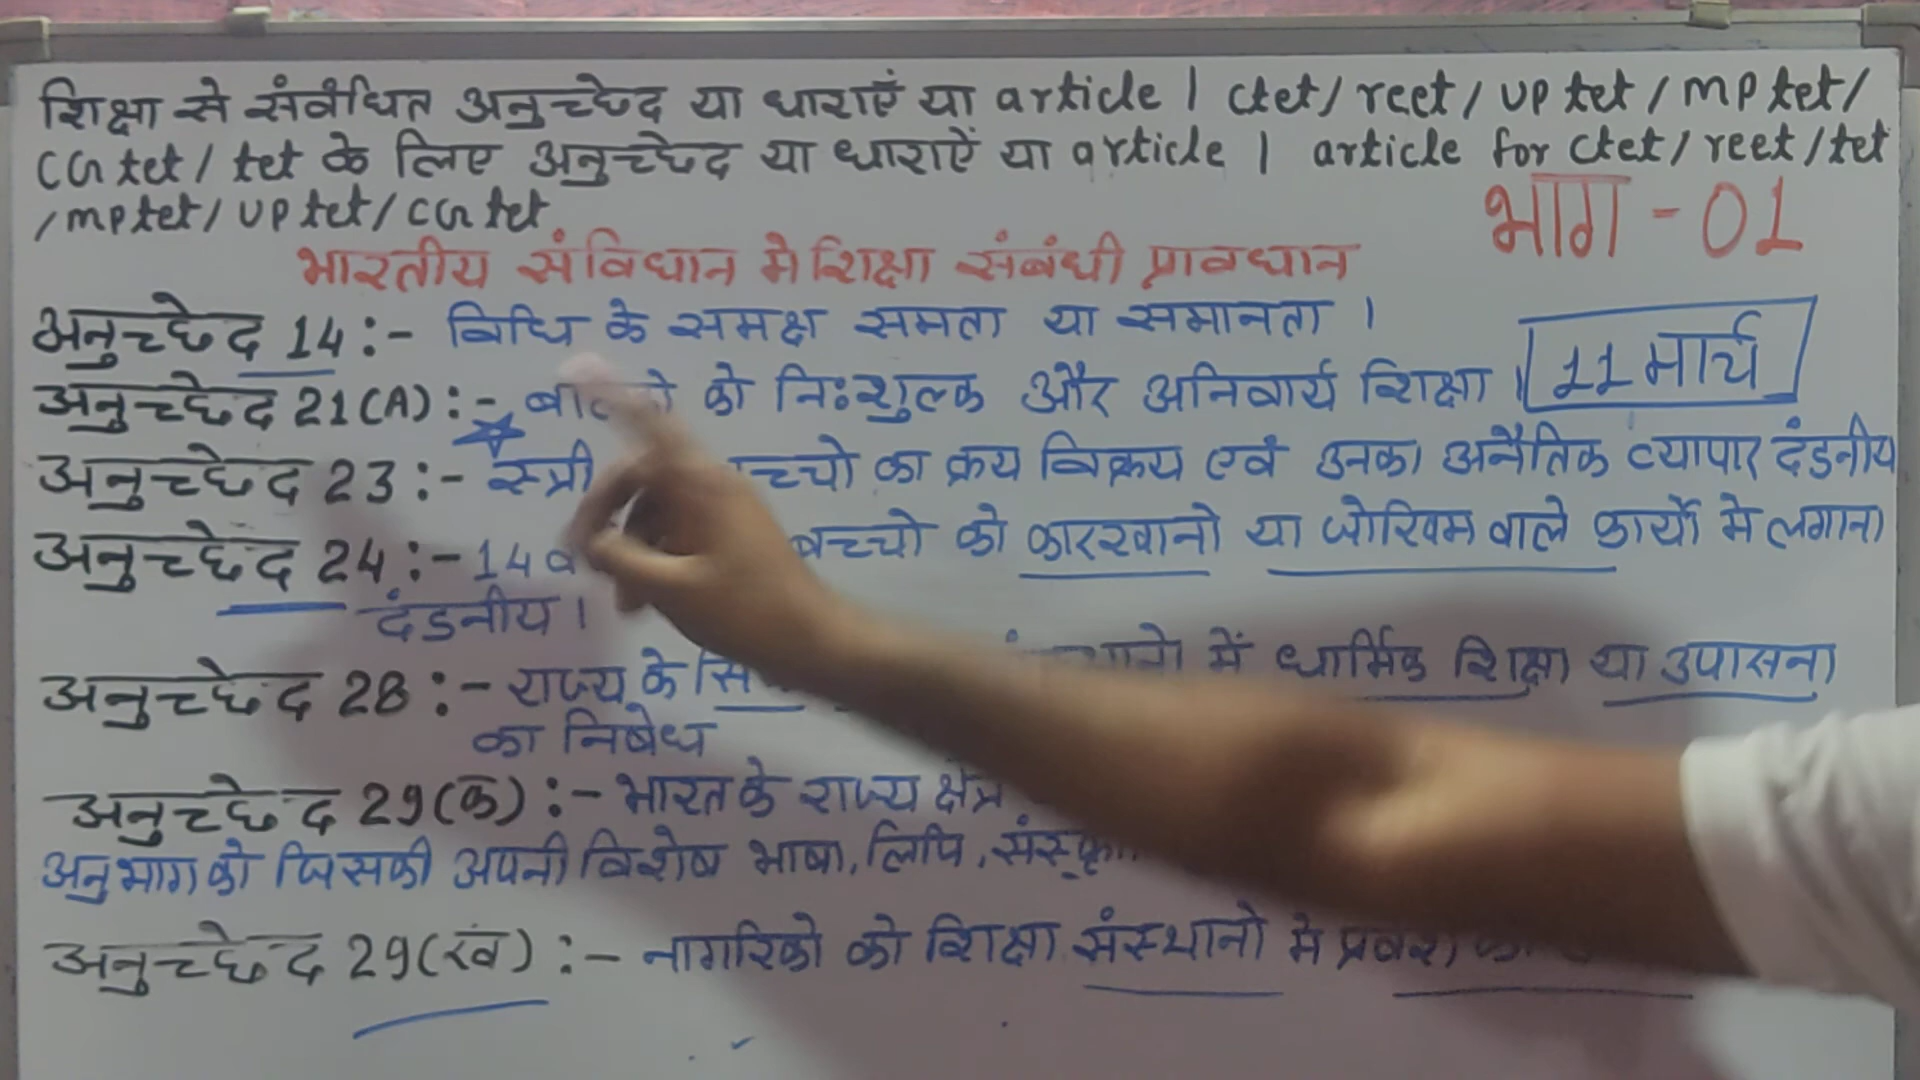 शिक्षा से संबंधित अनुच्छेद या धाराएं या article | ctet/ reet / up tet / mp tet /
CG tet / tet के लिए अनुच्छेद या धाराऐं या article | article for ctet / reet / tet
/ mp tet / UP tet / CG tet
भाग - 01
भारतीय संविधान मे शिक्षा संबंधी प्रावधान
अनुच्छेद 14 :- विधि के समक्ष समता या समानता ।
अनुच्छेद 21(A) :- को निःशुल्क और अनिवार्य शिक्षा । 11 मार्च
अनुच्छेद 23 :- स्त्री का क्रय विक्रय एवं उनका अनैतिक व्यापार दंडनीय
अनुच्छेद 24 :- 14 बच्चो को कारखानो या जोखिम वाले कार्यो मे लगाना
दंडनीय ।
अनुच्छेद 28 :- राज्य के में धार्मिक शिक्षा या उपासना
का निषेध
अनुच्छेद 29(क) :- भारत के राज्य क्षेत्र
अनुभाग को जिसकी अपनी विशेष भाषा, लिपि,
अनुच्छेद 29(ख) :- नागरिको को शिक्षा संस्थानो मे प्रवेश